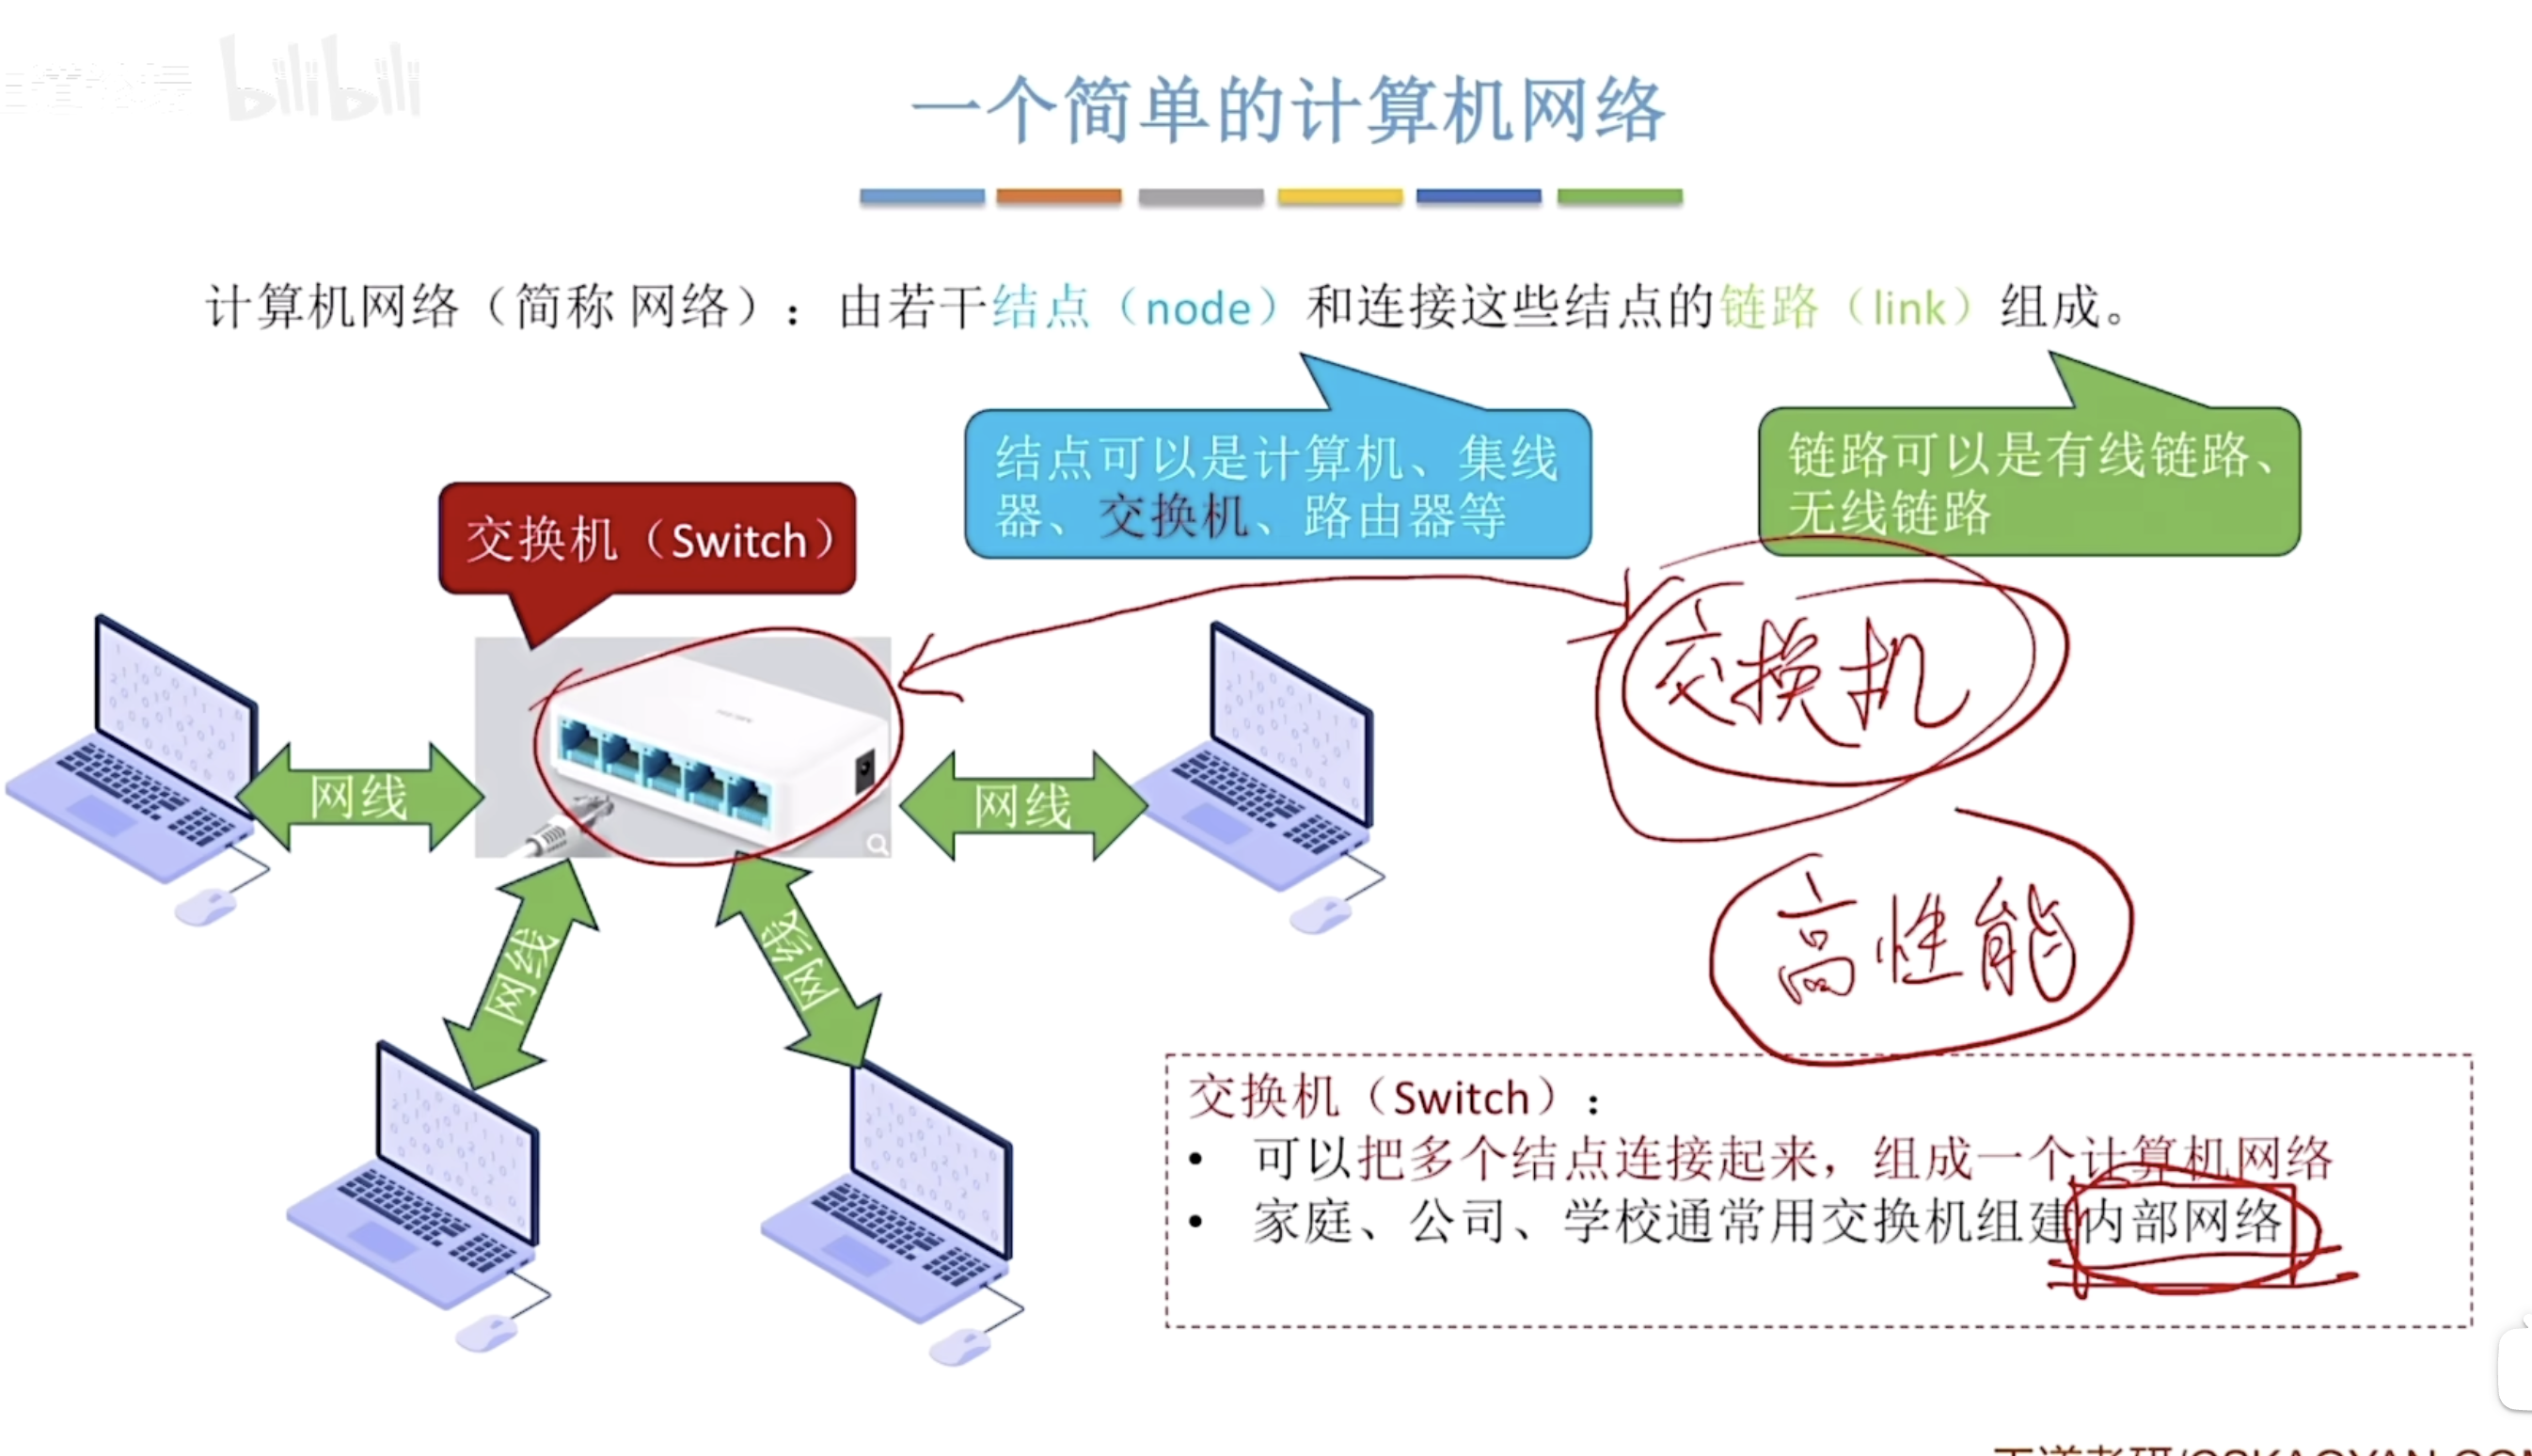 bilibili
一个简单的计算机网络
计算机网络（简称 网络）：由若干结点（node）和连接这些结点的链路（link）组成。
结点可以是计算机、集线
器、交换机、路由器等
链路可以是有线链路、
无线链路
交换机（Switch）
交换机
网线
网线
网线
网线
高性能
交换机（Switch）：
• 可以把多个结点连接起来，组成一个计算机网络
• 家庭、公司、学校通常用交换机组建内部网络